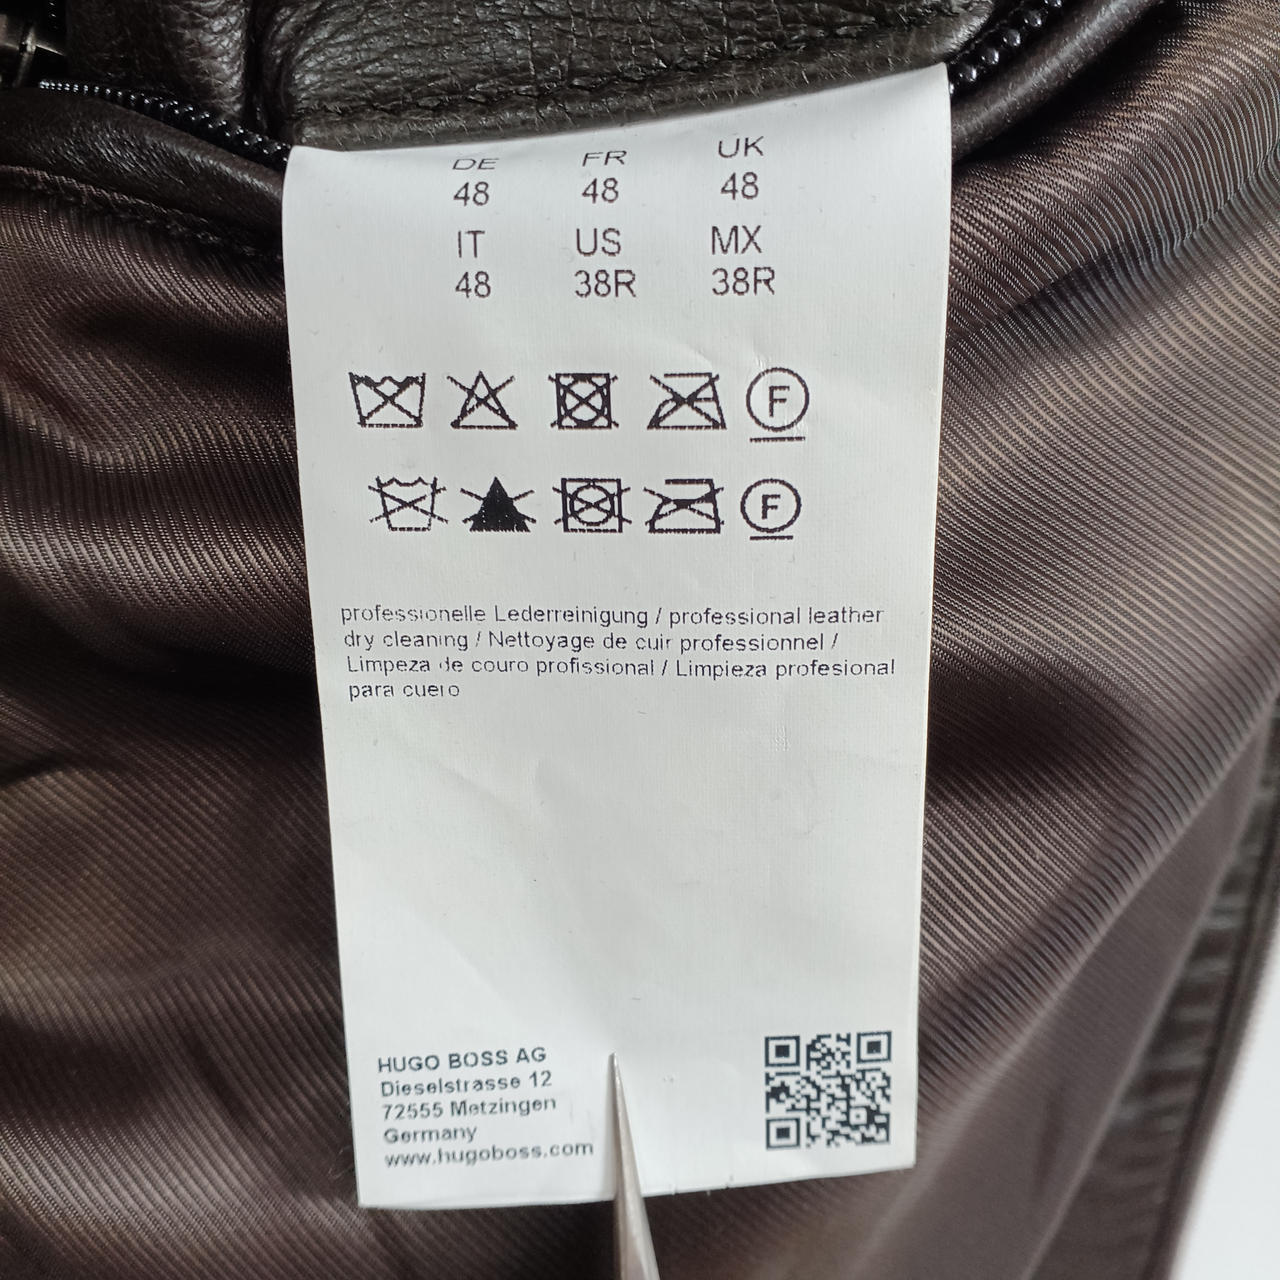 DE FR UK
48 48 48
IT US MX
48 38R 38R
F
F
professionelle Lederreinigung / professional leather
dry cleaning / Nettoyage de cuir professionnel /
Limpeza de couro profissional / Limpieza profesional
para cuero
HUGO BOSS AG
Dieselstrasse 12
72555 Metzingen
Germany
www.hugoboss.com